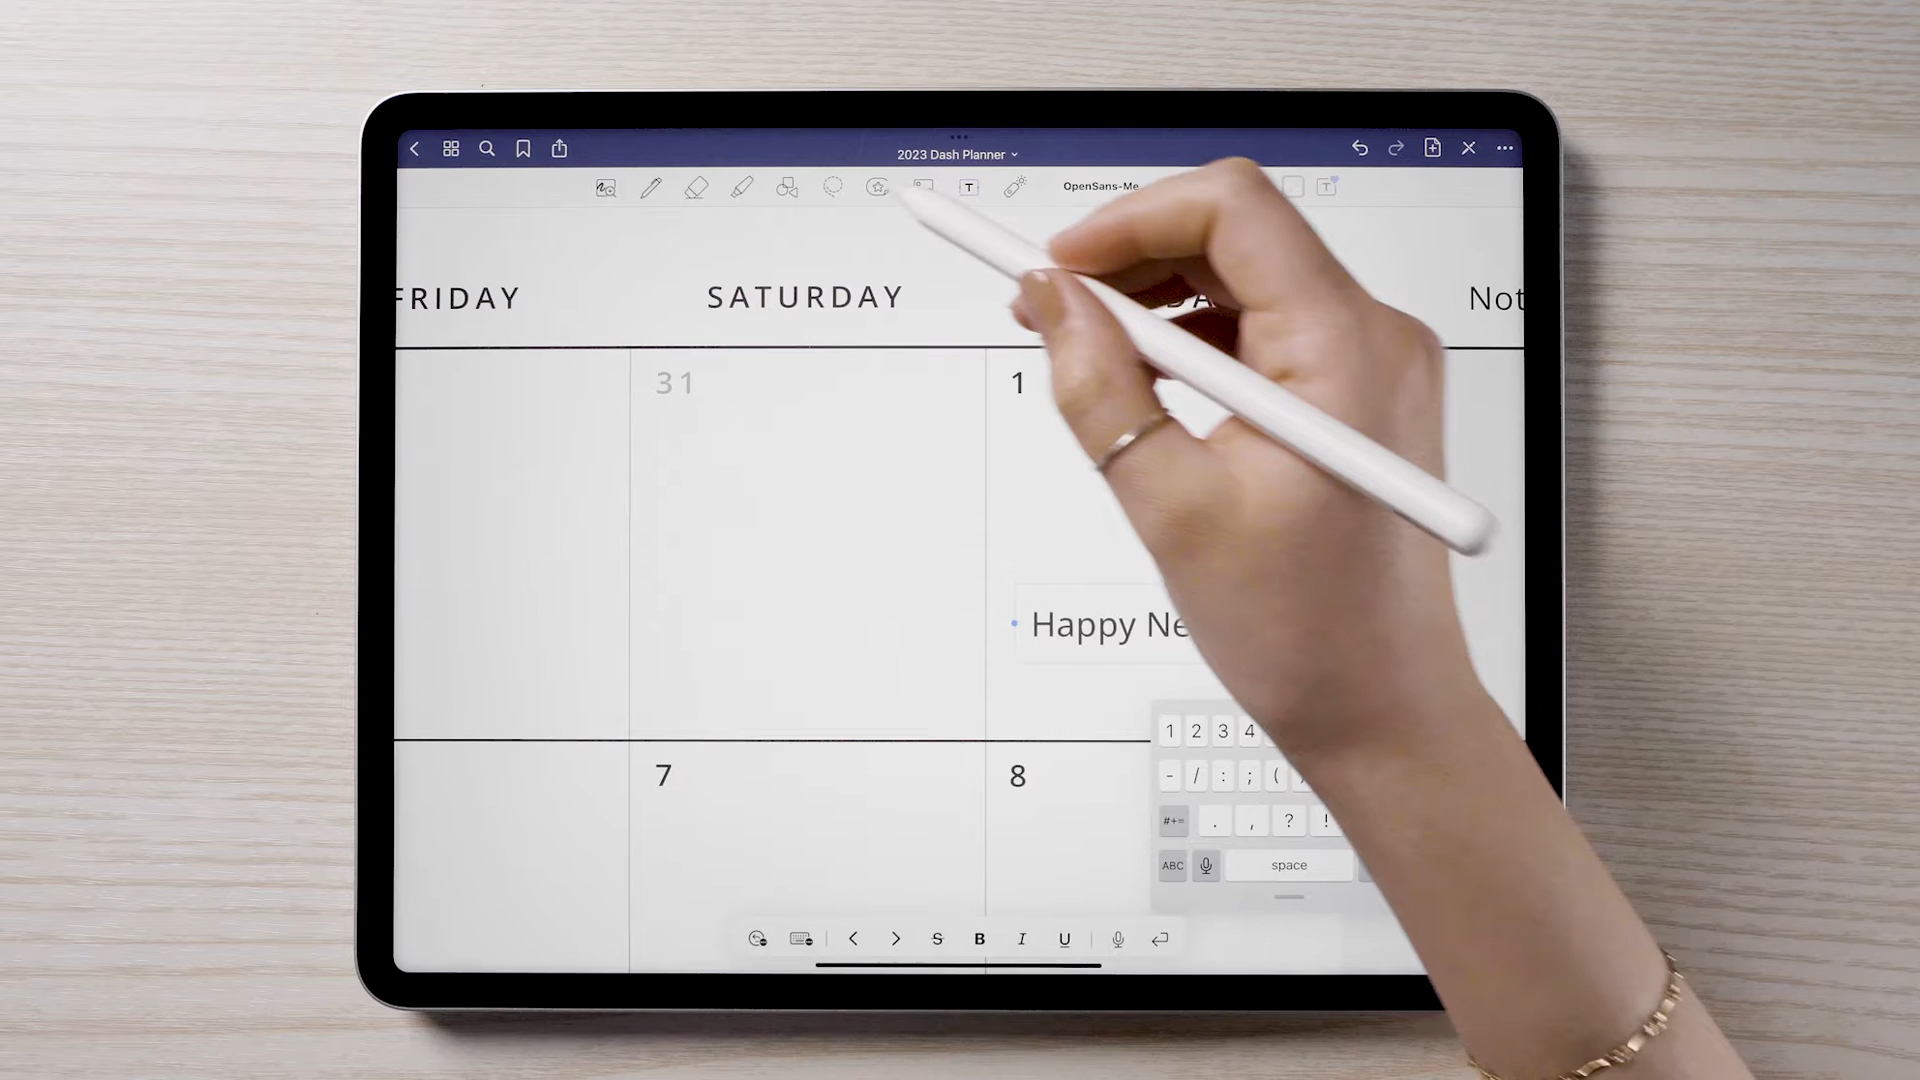 2023 Dash Planner
T OpenSans-Me T
FRIDAY SATURDAY Not
31 1
Happy Ne
1 2 3 4
7 8
- / : ; (
#+= . , ? !
ABC space
S B I U